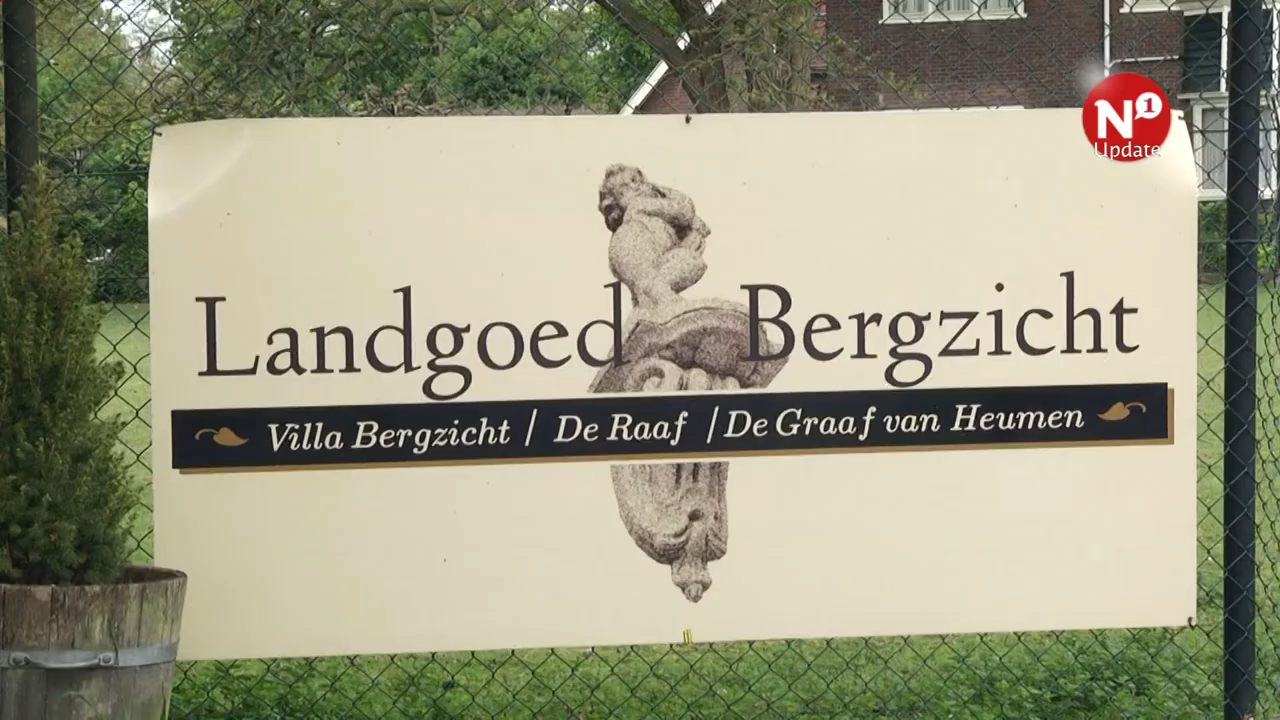 N1
Update
Landgoed Bergzicht
Villa Bergzicht / De Raaf / De Graaf van Heumen